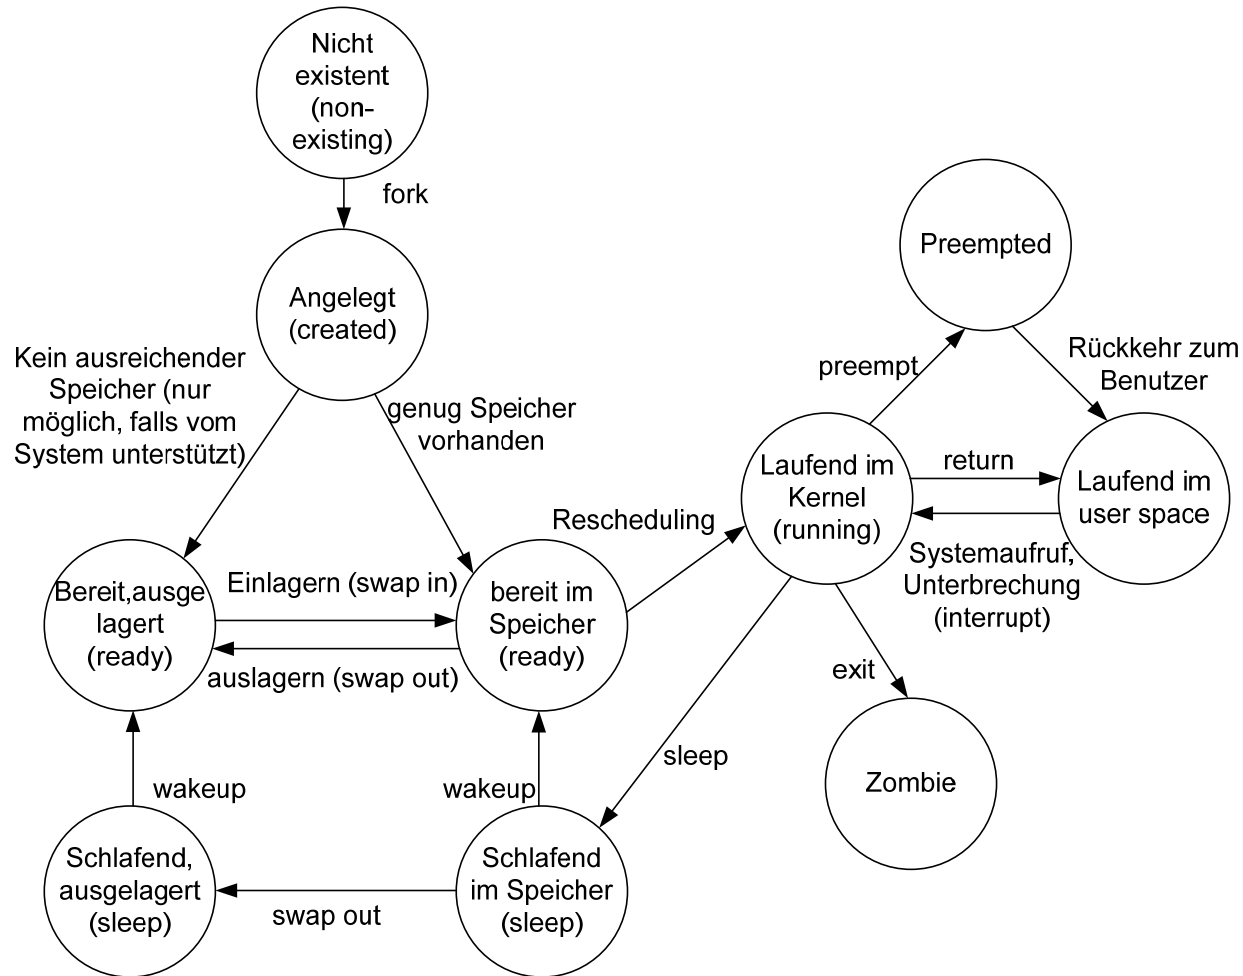 Nicht
existent
(non-
existing)
fork
Angelegt
(created)
Kein ausreichender
Speicher (nur
möglich, falls vom
System unterstützt)
genug Speicher
vorhanden
Preempted
preempt
Rückkehr zum
Benutzer
Laufend im
Kernel
(running)
return
Laufend im
user space
Systemaufruf,
Unterbrechung
(interrupt)
Rescheduling
Bereit,ausge
lagert
(ready)
Einlagern (swap in)
auslagern (swap out)
bereit im
Speicher
(ready)
exit
sleep
Zombie
wakeup
wakeup
Schlafend,
ausgelagert
(sleep)
swap out
Schlafend
im Speicher
(sleep)